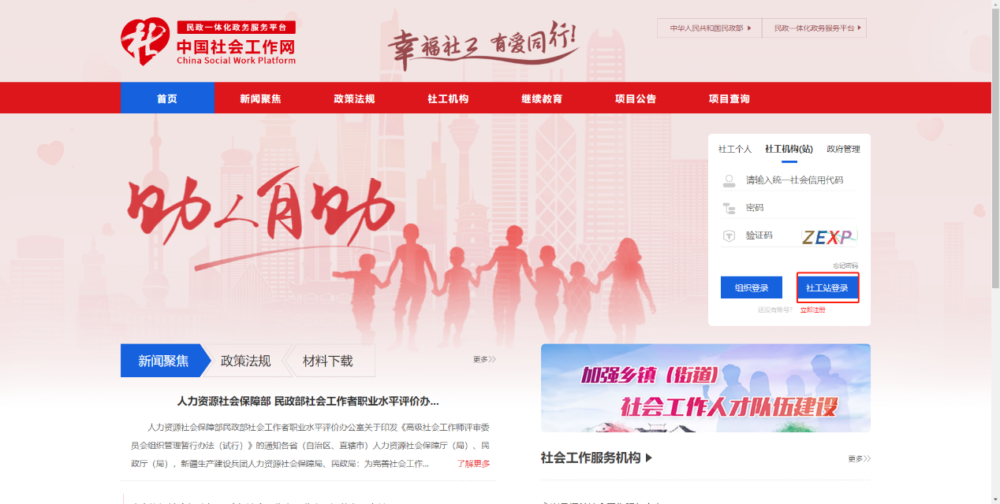 民政一体化政务服务平台
中国社会工作网
China Social Work Platform
幸福社工 有爱同行!
中华人民共和国民政部
民政一体化政务服务平台
首页 新闻聚焦 政策法规 社工机构 继续教育 项目公告 项目查询
助人自助
社工个人 社工机构(站) 政府管理
请输入统一社会信用代码
密码
验证码 ZEXP
忘记密码
组织登录 社工站登录
还没有账号? 立即注册
新闻聚焦 政策法规 材料下载 更多
人力资源社会保障部 民政部社会工作者职业水平评价办...
人力资源社会保障部民政部社会工作者职业水平评价办公室关于印发《高级社会工作师评审委
员会组织管理暂行办法（试行）》的通知各省（自治区、直辖市）人力资源社会保障厅（局）、民
政厅（局），新疆生产建设兵团人力资源社会保障局、民政局：为完善社会工作... 了解更多
加强乡镇（街道）
社会工作人才队伍建设
社会工作服务机构 更多